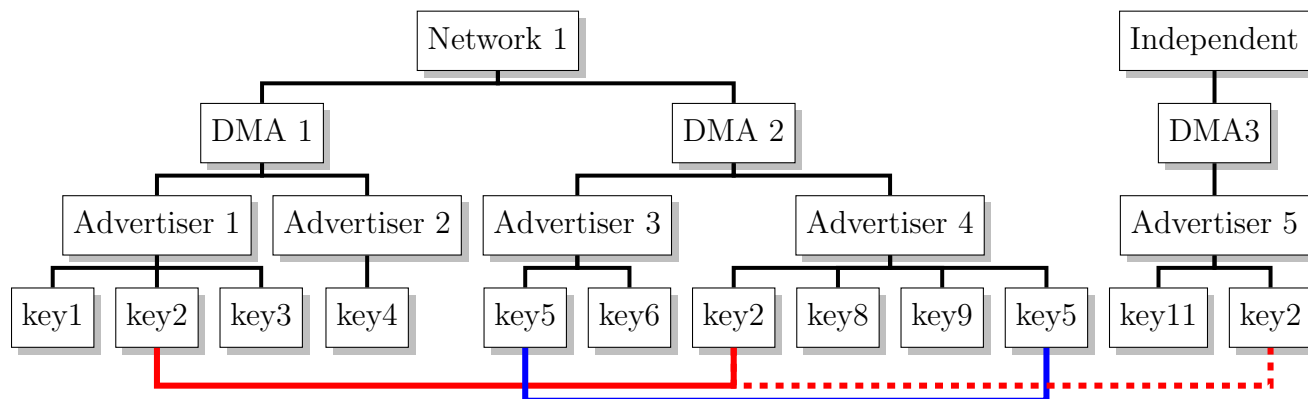 Network 1
Independent
DMA 1
DMA 2
DMA3
Advertiser 1
Advertiser 2
Advertiser 3
Advertiser 4
Advertiser 5
key1
key2
key3
key4
key5
key6
key2
key8
key9
key5
key11
key2